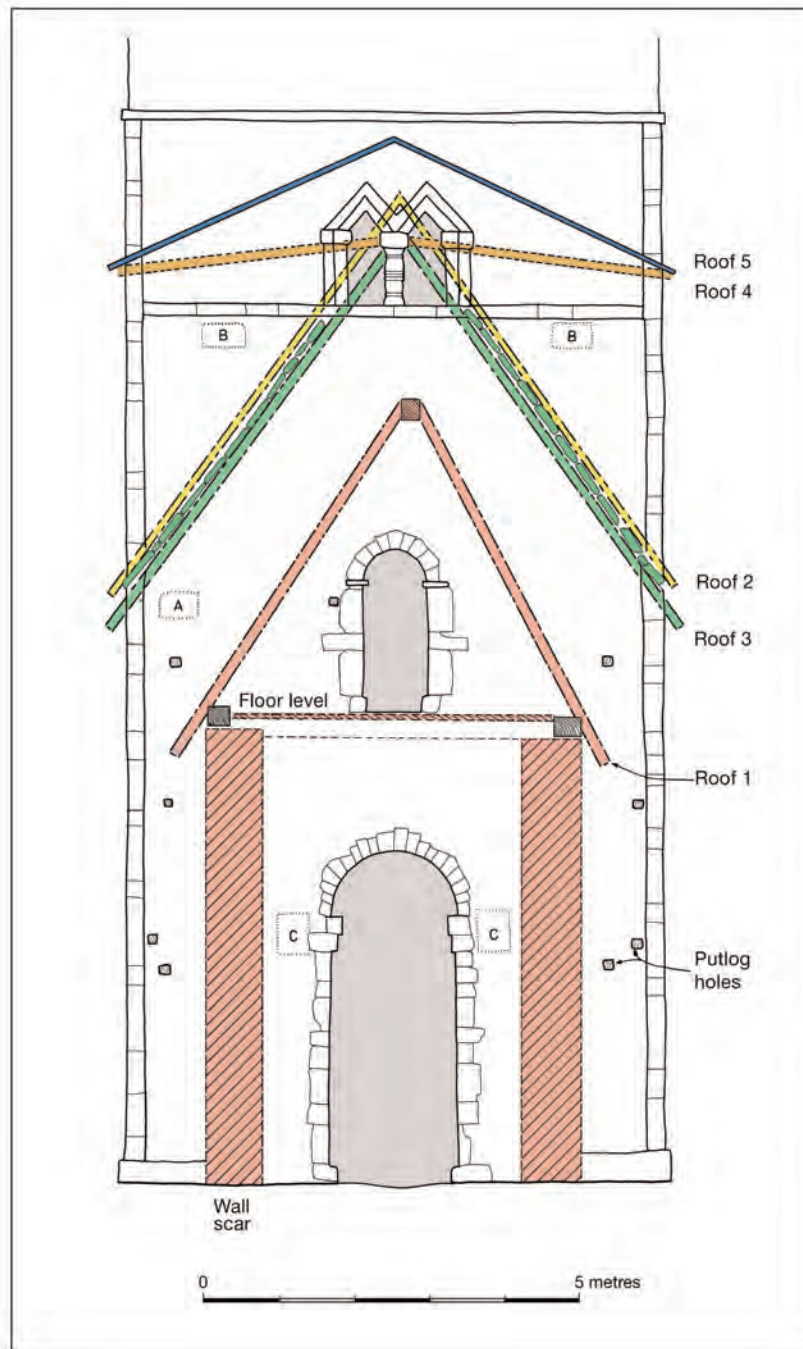 Roof 5
Roof 4
B
B
Roof 2
A
Roof 3
Floor level
Roof 1
C
C
Putlog
holes
Wall
scar
0
5 metres